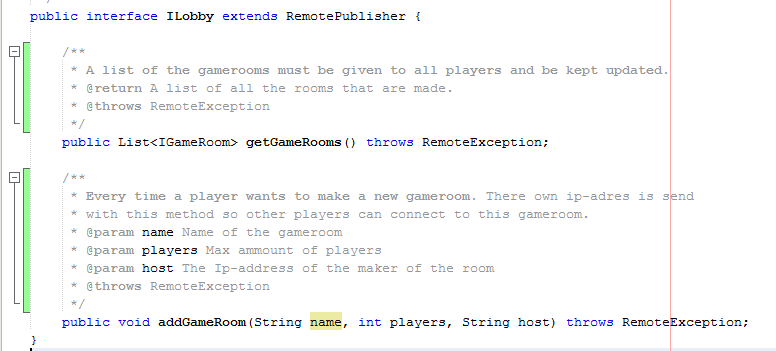 public interface ILobby extends RemotePublisher {
/**
* A list of the gamerooms must be given to all players and be kept updated.
* @return A list of all the rooms that are made.
* @throws RemoteException
*/
public List<IGameRoom> getGameRooms() throws RemoteException;
/**
* Every time a player wants to make a new gameroom. There own ip-adres is send
* with this method so other players can connect to this gameroom.
* @param name Name of the gameroom
* @param players Max ammount of players
* @param host The Ip-address of the maker of the room
* @throws RemoteException
*/
public void addGameRoom(String name, int players, String host) throws RemoteException;
}